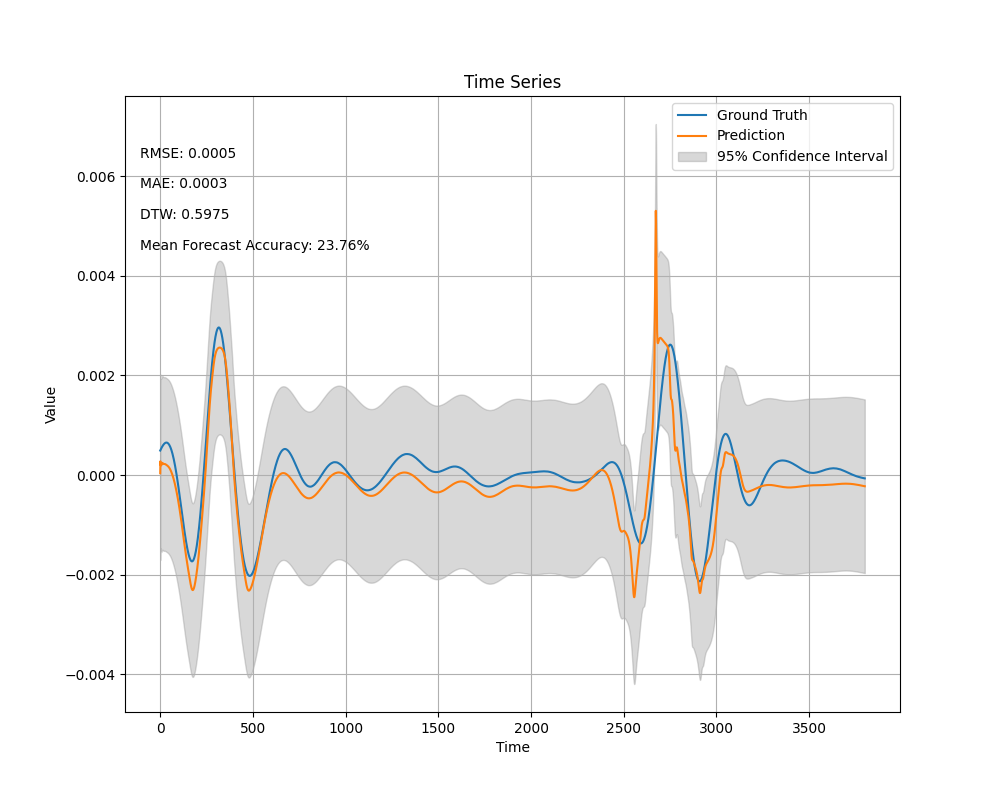 Time Series
Ground Truth
Prediction
95% Confidence Interval
RMSE: 0.0005
MAE: 0.0003
DTW: 0.5975
Mean Forecast Accuracy: 23.76%
0.006
0.004
0.002
0.000
−0.002
−0.004
Value
0 500 1000 1500 2000 2500 3000 3500
Time